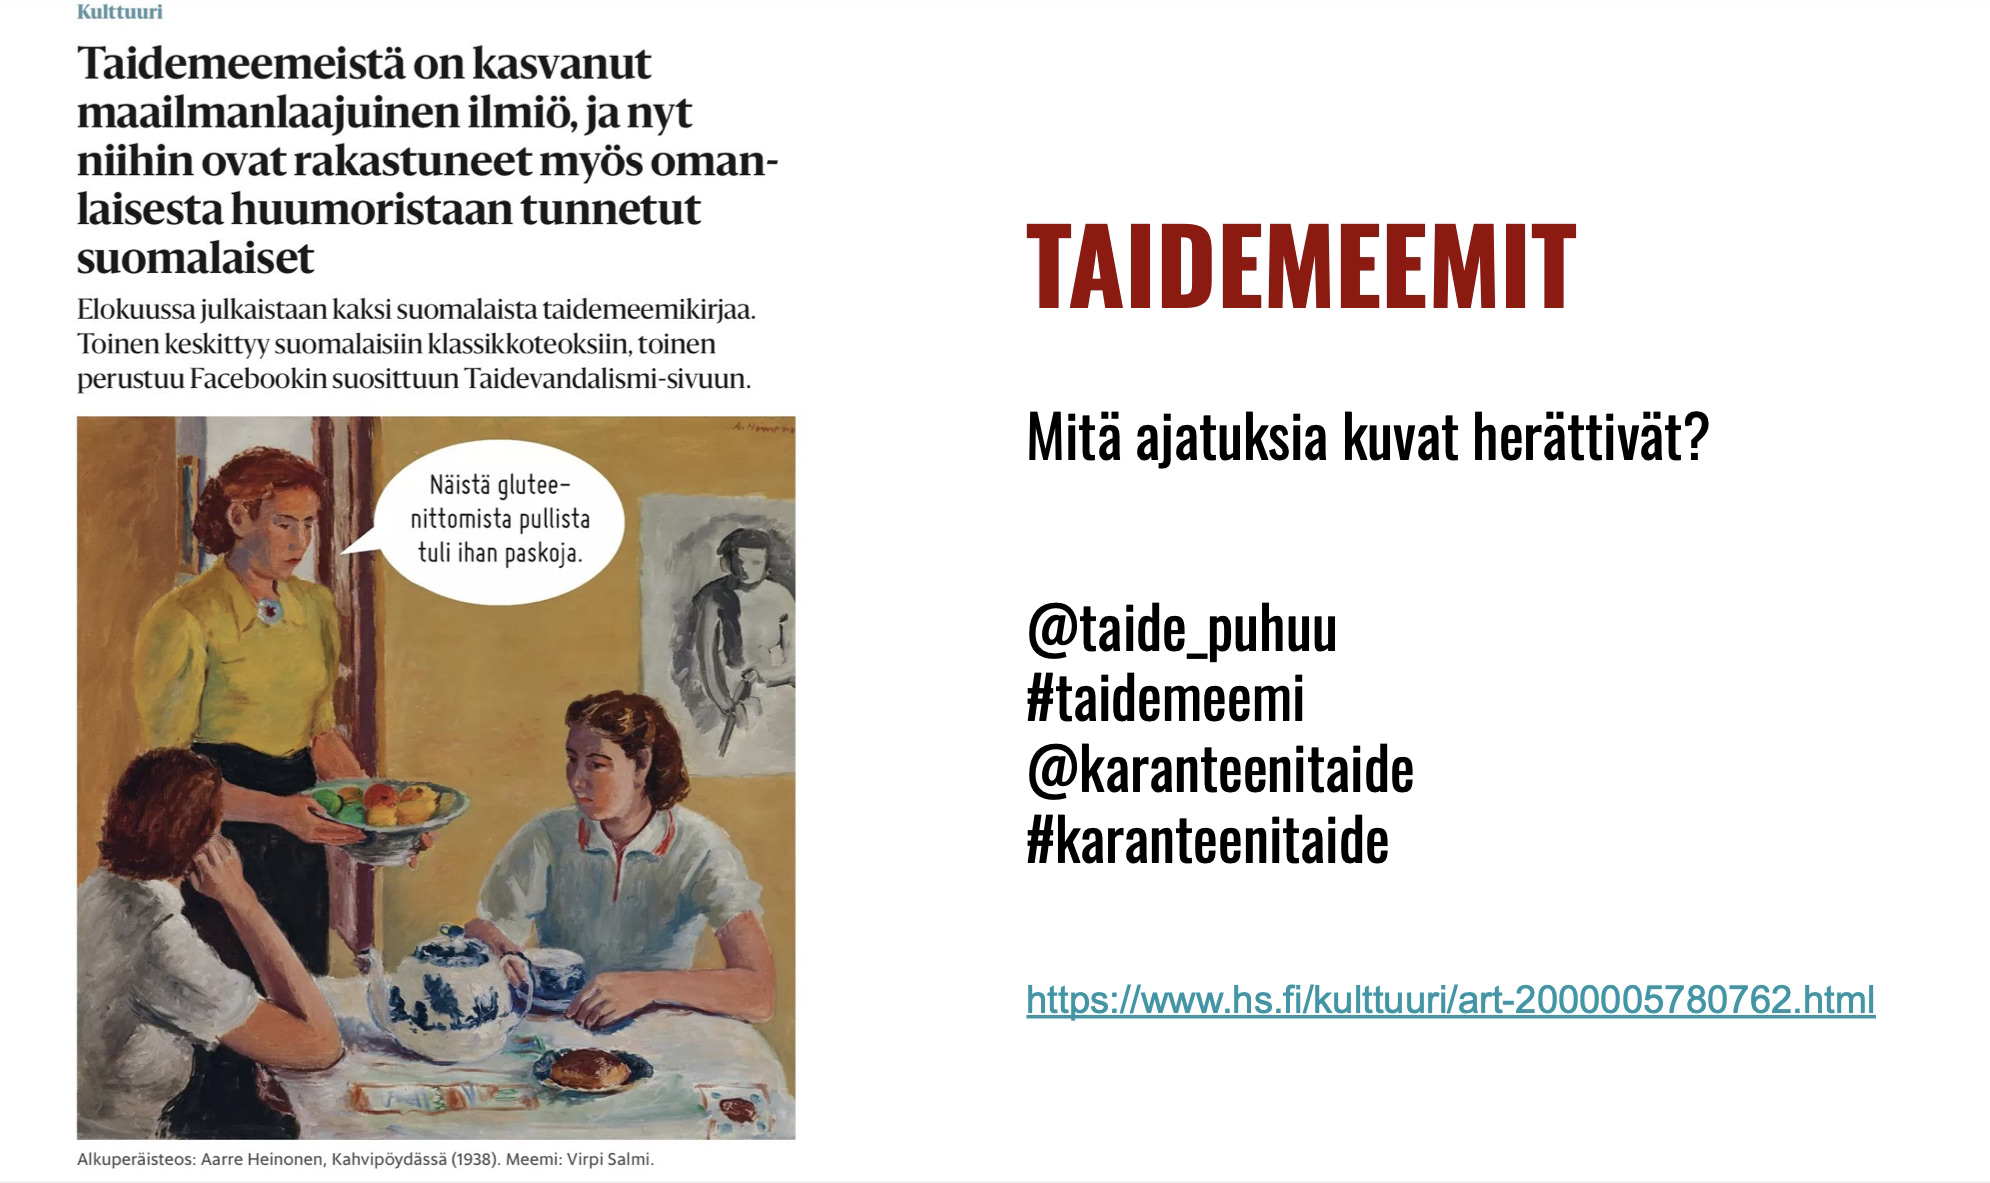 Kulttuuri
Taidemeemeistä on kasvanut
maailmanlaajuinen ilmiö, ja nyt
niihin ovat rakastuneet myös oman-
laisesta huumoristaan tunnetut
suomalaiset
Elokuussa julkaistaan kaksi suomalaista taidemeemikirjaa.
Toinen keskittyy suomalaisiin klassikkoteoksiin, toinen
perustuu Facebookin suosittuun Taidevandalismi-sivuun.
Näistä glutee-
nittomista pullista
tuli ihan paskoja.
Alkuperäisteos: Aarre Heinonen, Kahvipöydässä (1938). Meemi: Virpi Salmi.
TAIDEMEEMIT
Mitä ajatuksia kuvat herättivät?
@taide_puhuu
#taidemeemi
@karanteenitaide
#karanteenitaide
https://www.hs.fi/kulttuuri/art-2000005780762.html